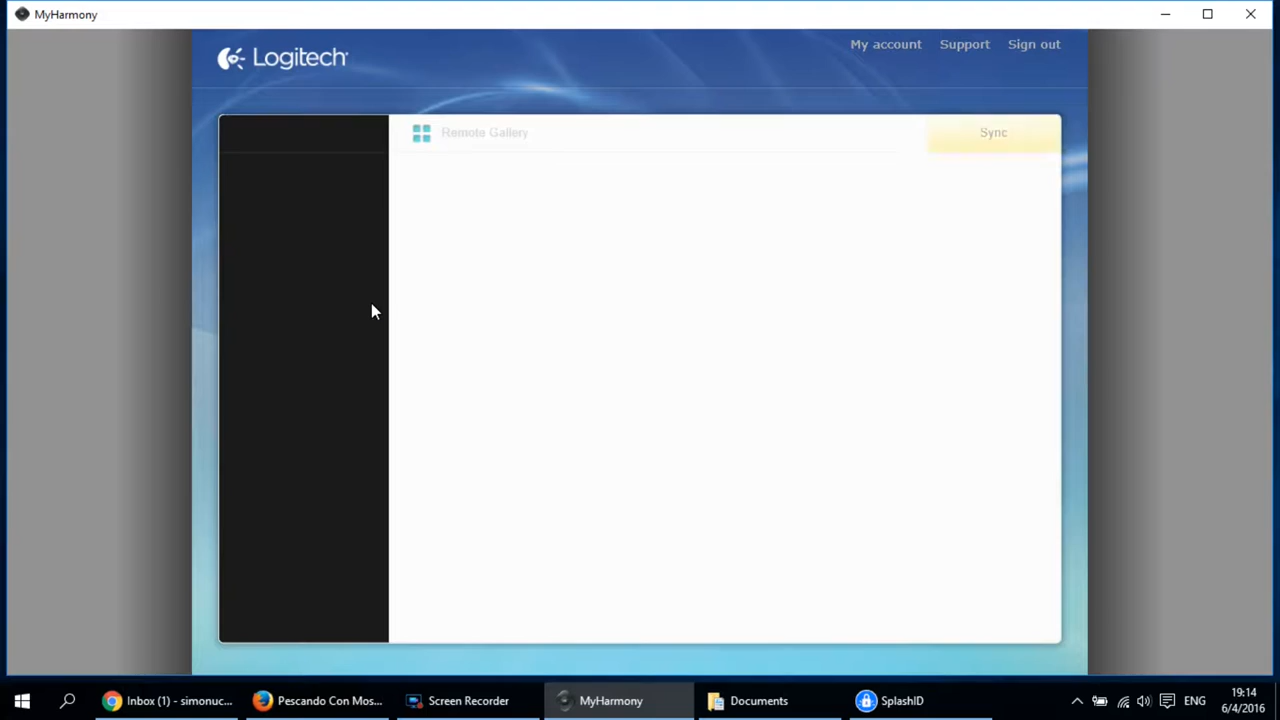 MyHarmony
My account Support Sign out
Logitech
Remote Gallery Sync
Inbox (1) - simonuc... Pescando Con Mos... Screen Recorder MyHarmony Documents SplashID ENG 19:14
6/4/2016